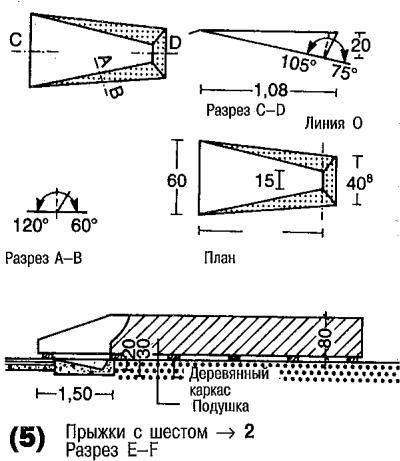 C
D
A
B
105°
75°
20
1,08
Разрез C–D
Линия O
60
15
40⁸
120° 60°
Разрез A–B
План
20
30
80
1,50
Деревянный
каркас
Подушка
(5) Прыжки с шестом → 2
Разрез E–F